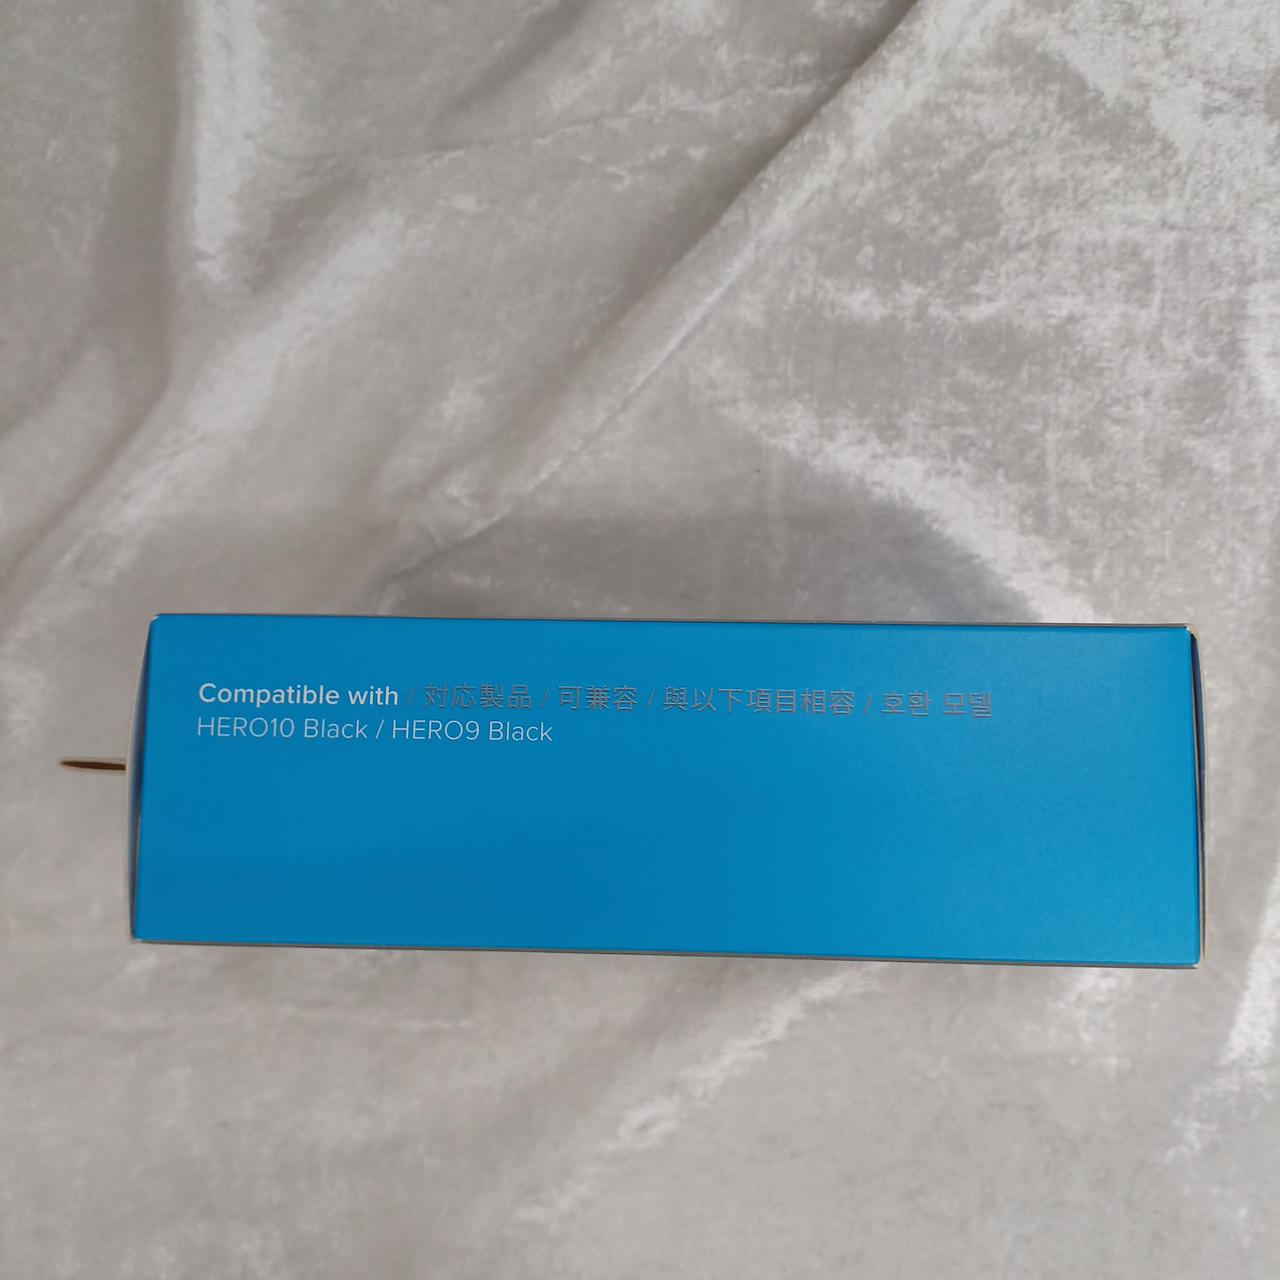 Compatible with / 対応製品 / 可兼容 / 與以下項目相容 / 호환 모델
HERO10 Black / HERO9 Black